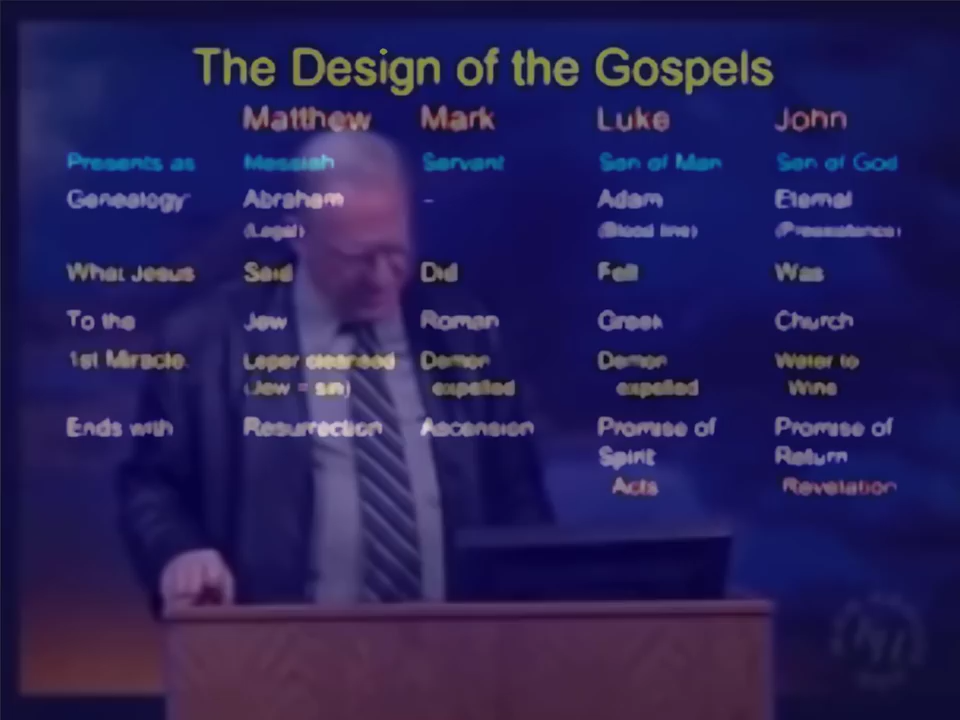 The Design of the Gospels
Matthew Mark Luke John
Presents as Messiah Servant Son of Man Son of God
Genealogy Abraham - Adam Eternal
(Legal) (Blood line) (Preexistence)
What Jesus Said Did Felt Was
To the Jew Roman Greek Church
1st Miracle Leper cleansed Demon Demon Water to
(Jew = sin) expelled expelled Wine
Ends with Resurrection Ascension Promise of Promise of
Spirit Return
Acts Revelation